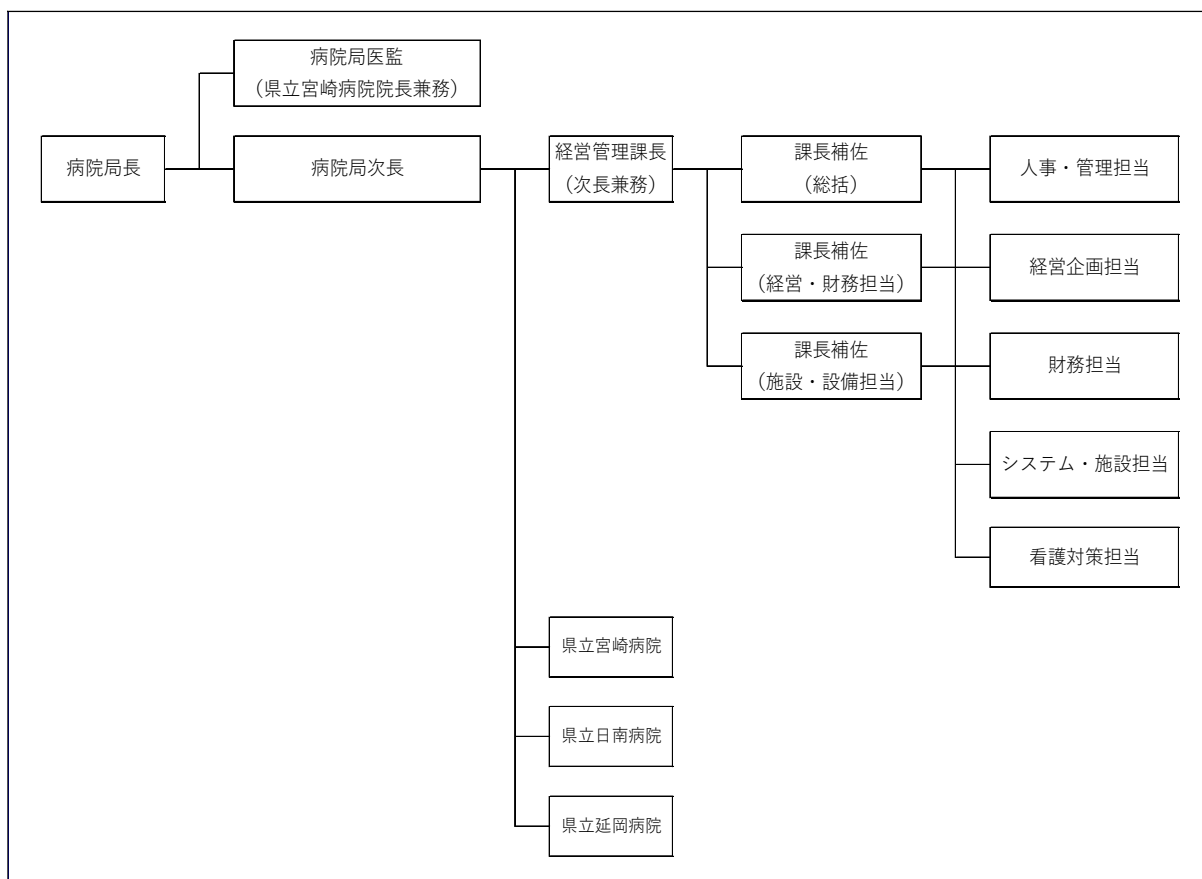 病院局医監
(県立宮崎病院院長兼務)
病院局長
病院局次長
経営管理課長
(次長兼務)
課長補佐
(総括)
人事・管理担当
課長補佐
(経営・財務担当)
経営企画担当
課長補佐
(施設・設備担当)
財務担当
システム・施設担当
看護対策担当
県立宮崎病院
県立日南病院
県立延岡病院